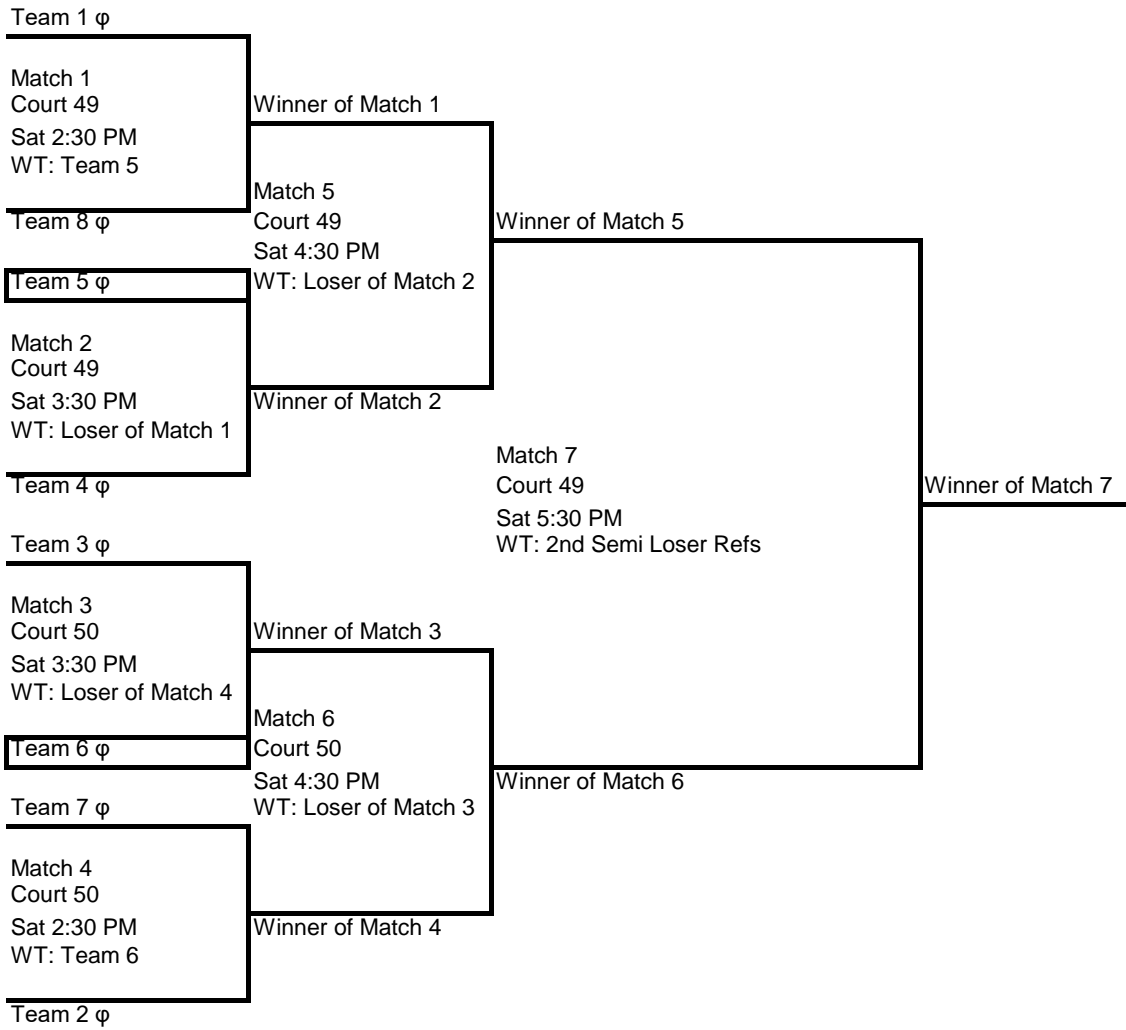 Team 1 φ
Match 1
Court 49
Sat 2:30 PM
WT: Team 5
Team 8 φ
Team 5 φ
Match 2
Court 49
Sat 3:30 PM
WT: Loser of Match 1
Team 4 φ
Team 3 φ
Match 3
Court 50
Sat 3:30 PM
WT: Loser of Match 4
Team 6 φ
Team 7 φ
Match 4
Court 50
Sat 2:30 PM
WT: Team 6
Team 2 φ
Winner of Match 1
Match 5
Court 49
Sat 4:30 PM
WT: Loser of Match 2
Winner of Match 2
Winner of Match 3
Match 6
Court 50
Sat 4:30 PM
WT: Loser of Match 3
Winner of Match 4
Winner of Match 5
Match 7
Court 49
Sat 5:30 PM
WT: 2nd Semi Loser Refs
Winner of Match 6
Winner of Match 7